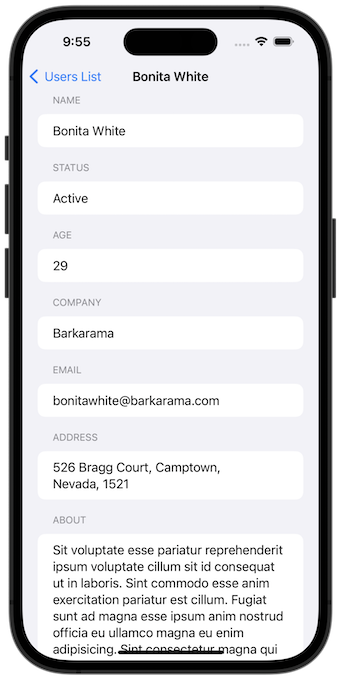 9:55
Users List
Bonita White
NAME
Bonita White
STATUS
Active
AGE
29
COMPANY
Barkarama
EMAIL
bonitawhite@barkarama.com
ADDRESS
526 Bragg Court, Camptown,
Nevada, 1521
ABOUT
Sit voluptate esse pariatur reprehenderit
ipsum voluptate cillum sit id consequat
ut in laboris. Sint commodo esse anim
exercitation pariatur est cillum. Fugiat
sunt ad magna esse ipsum anim nostrud
officia eu ullamco magna eu enim
adipisicing. Sint consectetur magna qui